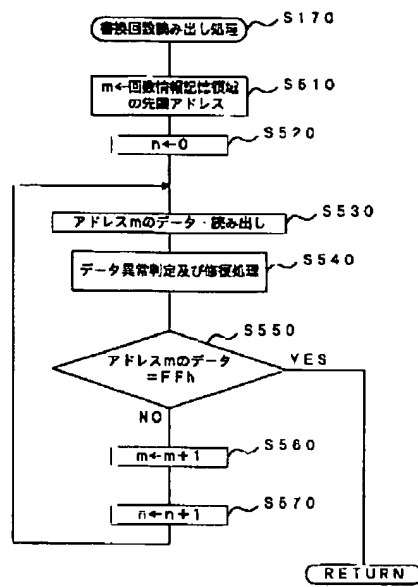 書換回数読み出し処理
S170
m←回数情報記憶領域
の先頭アドレス
S510
n←0
S520
アドレスmのデータ・読み出し
S530
データ異常判定及び修復処理
S540
アドレスmのデータ
=FFh
S550
YES
NO
m←m+1
S560
n←n+1
S570
RETURN